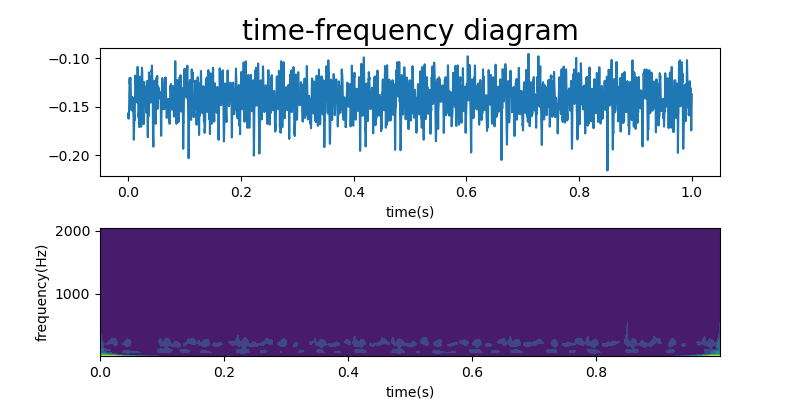 time-frequency diagram
−0.10
−0.15
−0.20
0.0 0.2 0.4 0.6 0.8 1.0
time(s)
2000
1000
frequency(Hz)
0.0 0.2 0.4 0.6 0.8
time(s)